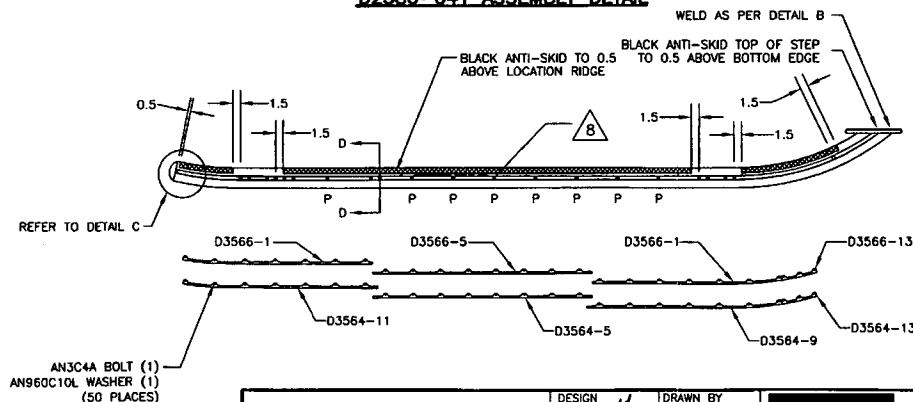 D2580-041 ASSEMBLY DETAIL
WELD AS PER DETAIL B
BLACK ANTI-SKID TO 0.5
ABOVE LOCATION RIDGE
BLACK ANTI-SKID TOP OF STEP
TO 0.5 ABOVE BOTTOM EDGE
0.5
1.5
1.5
8
1.5
1.5
1.5
D
D
P P P P P P P P
REFER TO DETAIL C
D3566-1
D3566-5
D3566-1
D3566-13
D3564-11
D3564-5
D3564-9
D3564-13
AN3C4A BOLT (1)
AN960C10L WASHER (1)
(50 PLACES)
DESIGN
DRAWN BY